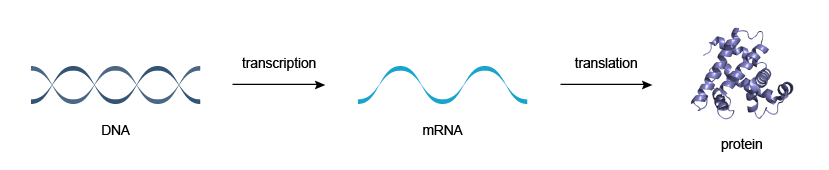 transcription
translation
DNA
mRNA
protein